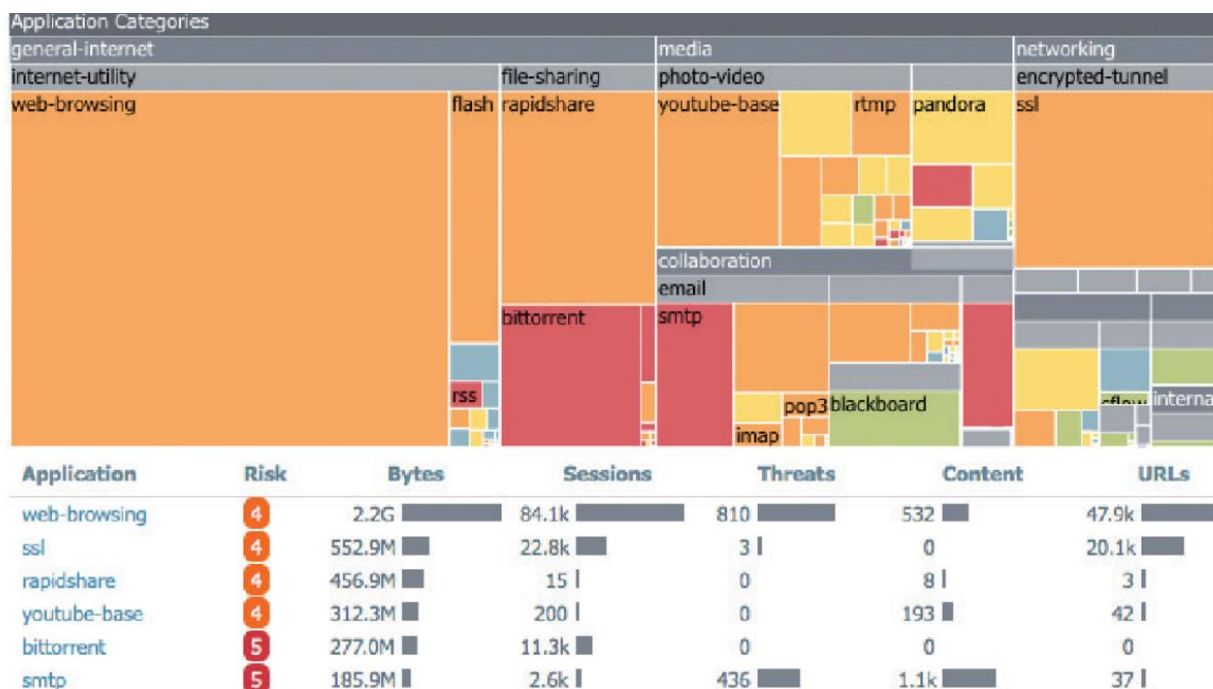 Application Categories
general-internet media networking
internet-utility file-sharing photo-video encrypted-tunnel
web-browsing flash rapidshare youtube-base rtmp pandora ssl
collaboration
email
bittorrent smtp
rss pop3 blackboard cflow interna
imap
Application Risk Bytes Sessions Threats Content URLs
web-browsing 4 2.2G 84.1k 810 532 47.9k
ssl 4 552.9M 22.8k 3 0 20.1k
rapidshare 4 456.9M 15 0 8 3
youtube-base 4 312.3M 200 0 193 42
bittorrent 5 277.0M 11.3k 0 0 0
smtp 5 185.9M 2.6k 436 1.1k 37